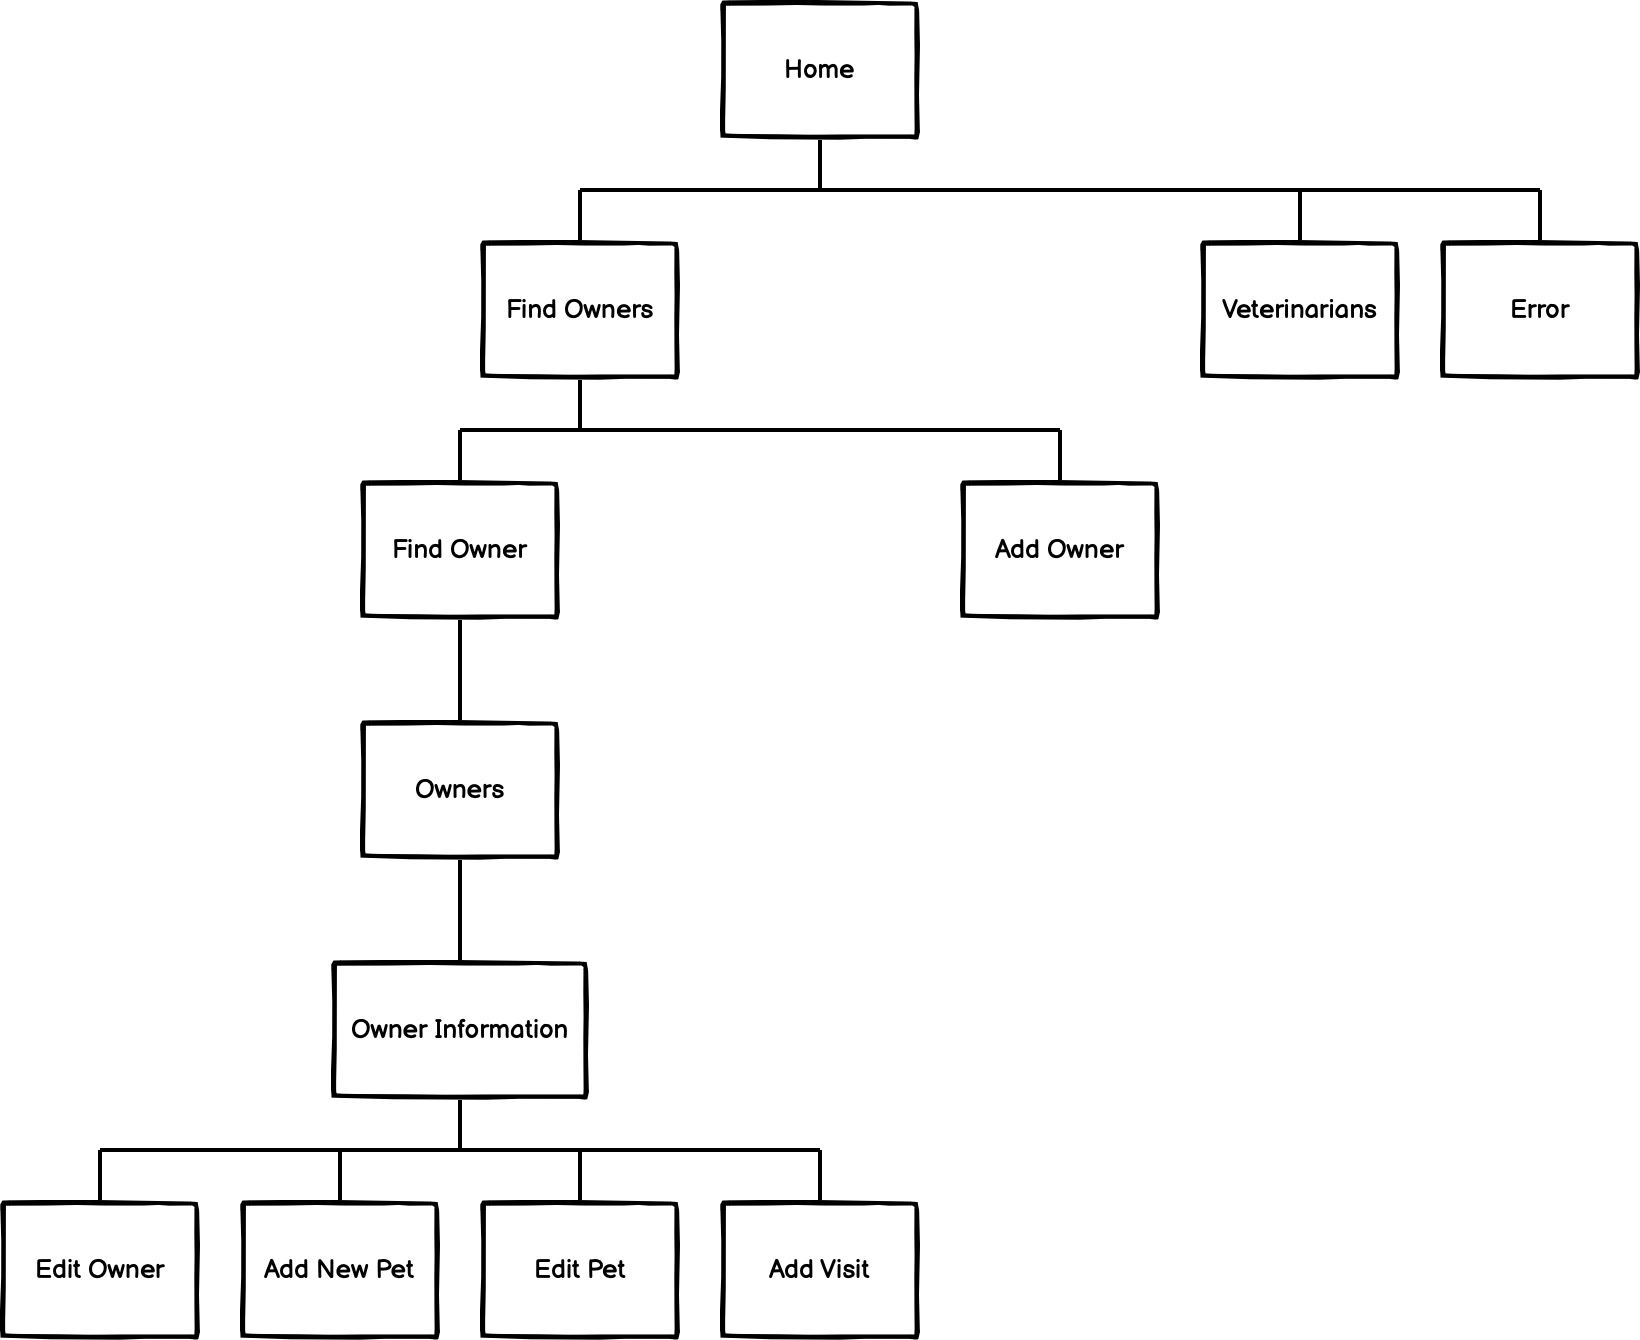 Home
Find Owners
Veterinarians
Error
Find Owner
Add Owner
Owners
Owner Information
Edit Owner
Add New Pet
Edit Pet
Add Visit